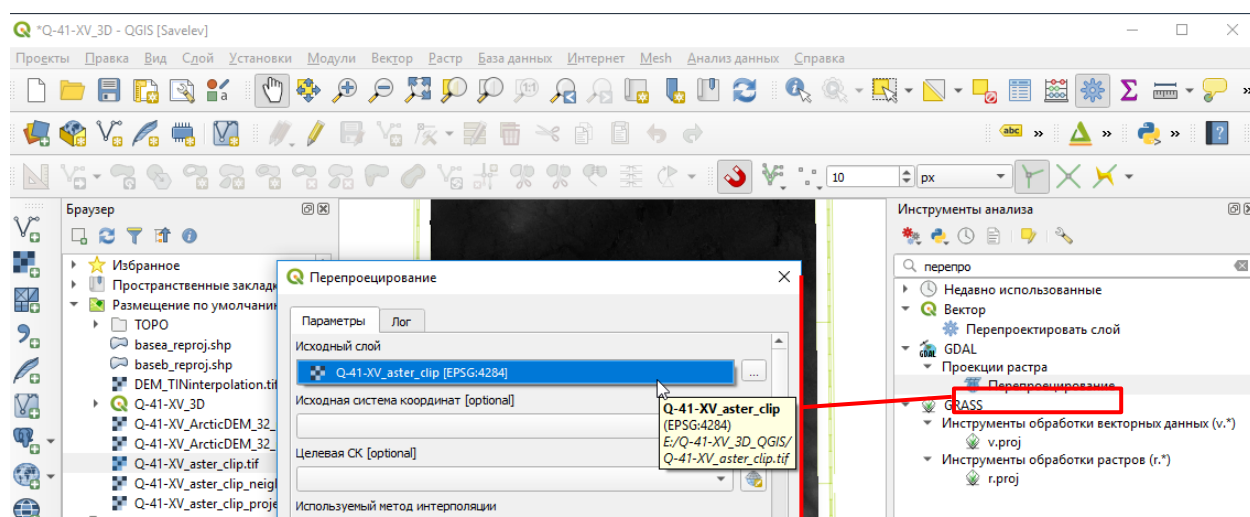 *Q-41-XV_3D - QGIS [Savelev]
Проекты Правка Вид Слой Установки Модули Вектор Растр База данных Интернет Mesh Анализ данных Справка
abc » » » ?
10 px
Браузер
Инструменты анализа
перепро
Избранное
Пространственные заклад
Размещение по умолчани
TOPO
basea_reproj.shp
baseb_reproj.shp
DEM_TINinterpolation.tif
Q-41-XV_3D
Q-41-XV_ArcticDEM_32_
Q-41-XV_ArcticDEM_32_
Q-41-XV_aster_clip.tif
Q-41-XV_aster_clip_neigl
Q-41-XV_aster_clip_proje
Перепроецирование
Параметры Лог
Исходный слой
Q-41-XV_aster_clip [EPSG:4284]
...
Исходная система координат [optional]
Целевая СК [optional]
Используемый метод интерполяции
Q-41-XV_aster_clip
(EPSG:4284)
E:/Q-41-XV_3D_QGIS/
Q-41-XV_aster_clip.tif
Недавно использованные
Вектор
Перепроектировать слой
GDAL
Проекции растра
Перепроецирование
GRASS
Инструменты обработки векторных данных (v.*)
v.proj
Инструменты обработки растров (r.*)
r.proj